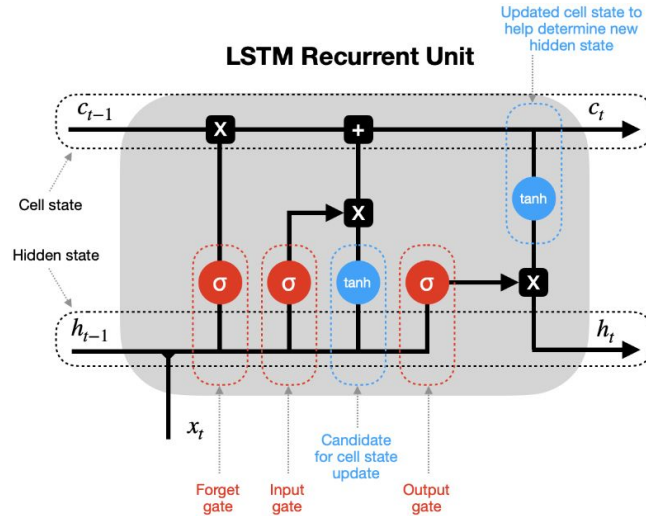 Updated cell state to
help determine new
hidden state
LSTM Recurrent Unit
c_{t−1}
c_t
X
+
Cell state
X
tanh
Hidden state
σ
σ
tanh
σ
X
h_{t−1}
h_t
x_t
Forget
gate
Input
gate
Candidate
for cell state
update
Output
gate